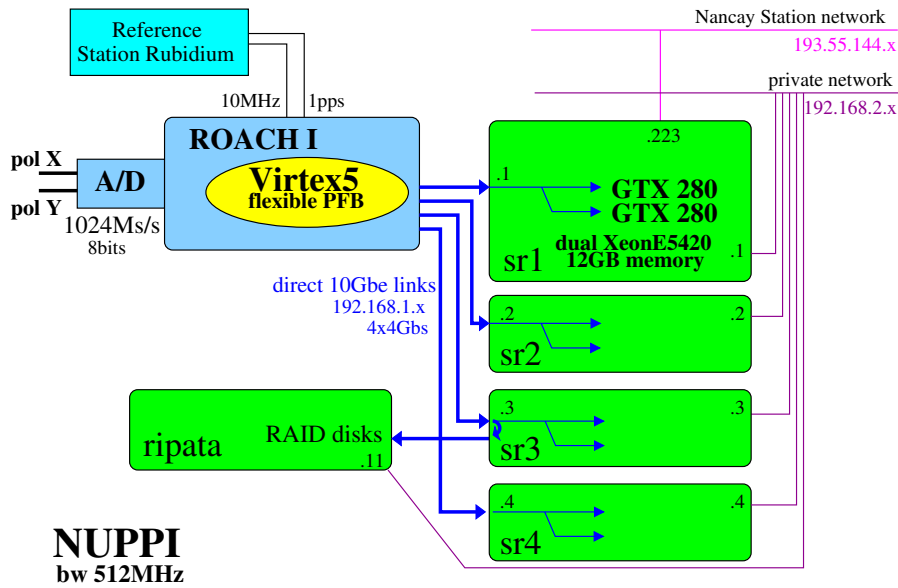 Reference
Station Rubidium
Nancay Station network
193.55.144.x
private network
192.168.2.x
10MHz
1pps
ROACH I
Virtex5
flexible PFB
pol X
A/D
pol Y
1024Ms/s
8bits
.223
.1
GTX 280
GTX 280
dual XeonE5420
12GB memory
sr1
.1
direct 10Gbe links
192.168.1.x
4x4Gbs
.2
.2
sr2
.3
.3
sr3
RAID disks
ripata
.11
.4
.4
sr4
NUPPI
bw 512MHz